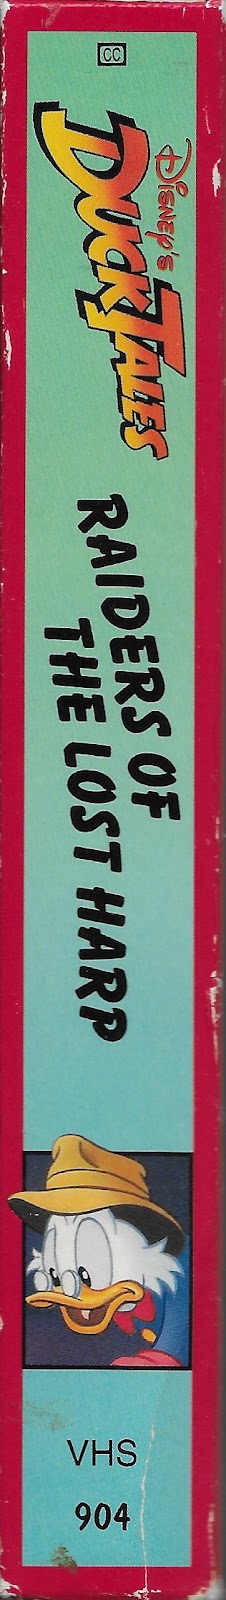 CC
Disney's
DUCKTALES
RAIDERS OF
THE LOST HARP
VHS
904